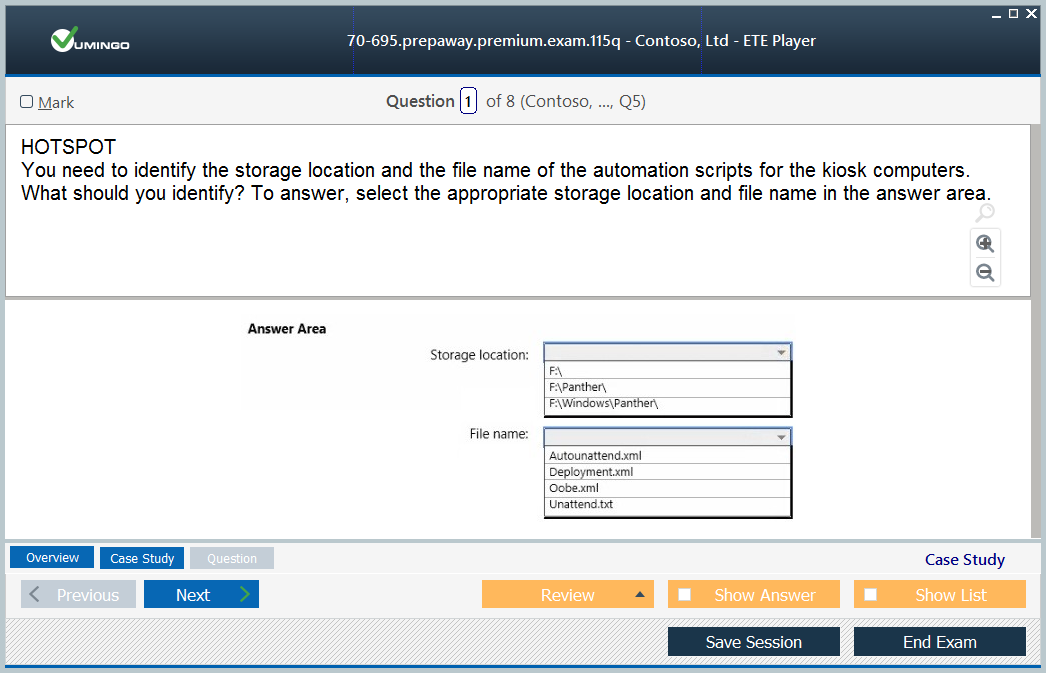 VUMINGO
70-695.prepaway.premium.exam.115q - Contoso, Ltd - ETE Player
Mark
Question 1 of 8 (Contoso, ..., Q5)
HOTSPOT
You need to identify the storage location and the file name of the automation scripts for the kiosk computers.
What should you identify? To answer, select the appropriate storage location and file name in the answer area.
Answer Area
Storage location:
F:\
F:\Panther\
F:\Windows\Panther\
File name:
Autounattend.xml
Deployment.xml
Oobe.xml
Unattend.txt
Overview Case Study Question Case Study
Previous Next Review Show Answer Show List
Save Session End Exam